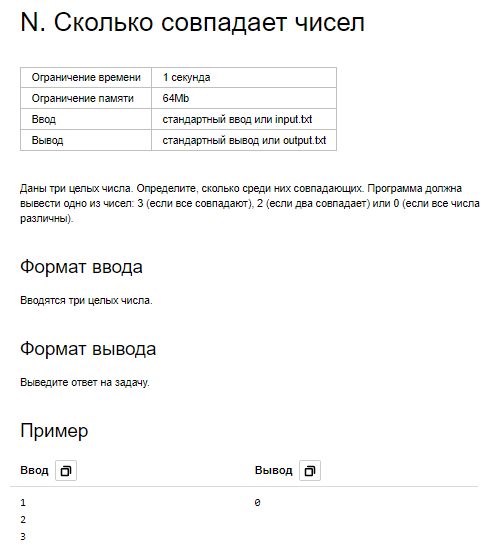 N. Сколько совпадает чисел
Ограничение времени 1 секунда
Ограничение памяти 64Mb
Ввод стандартный ввод или input.txt
Вывод стандартный вывод или output.txt
Даны три целых числа. Определите, сколько среди них совпадающих. Программа должна
вывести одно из чисел: 3 (если все совпадают), 2 (если два совпадает) или 0 (если все числа
различны).
Формат ввода
Вводятся три целых числа.
Формат вывода
Выведите ответ на задачу.
Пример
Ввод Вывод
1 0
2
3